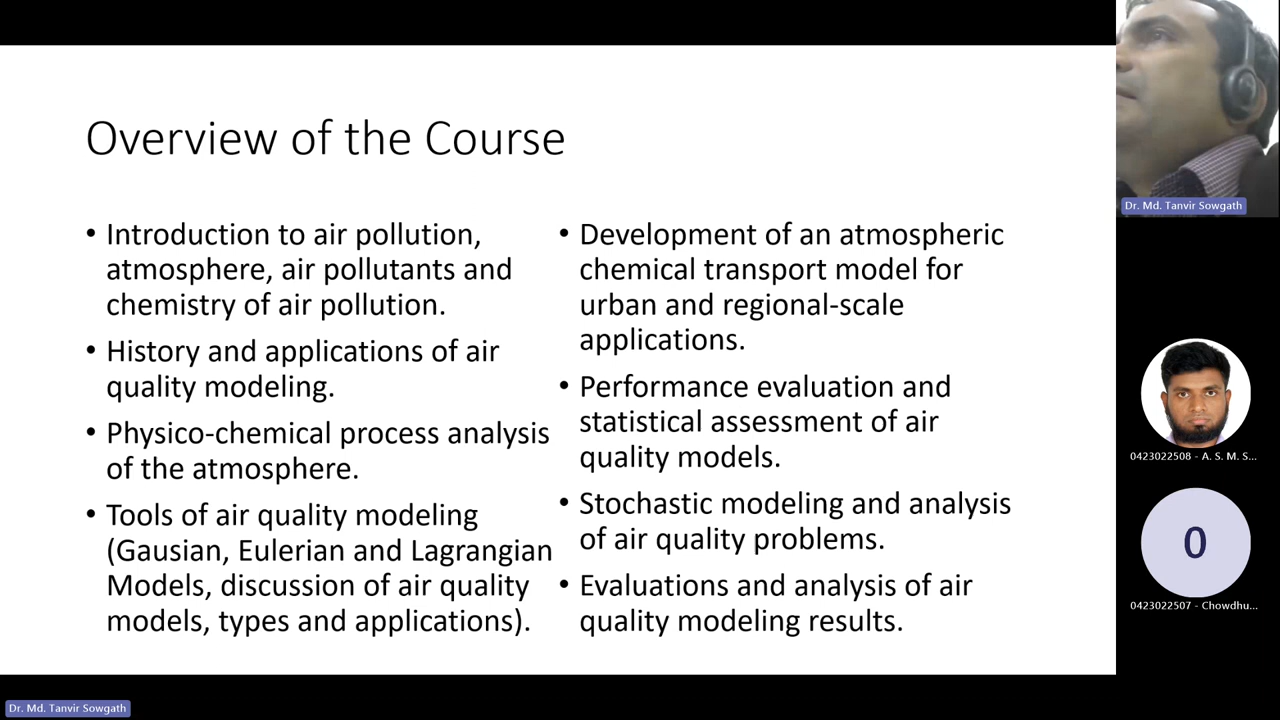 Overview of the Course
• Introduction to air pollution,
atmosphere, air pollutants and
chemistry of air pollution.
• History and applications of air
quality modeling.
• Physico-chemical process analysis
of the atmosphere.
• Tools of air quality modeling
(Gausian, Eulerian and Lagrangian
Models, discussion of air quality
models, types and applications).
• Development of an atmospheric
chemical transport model for
urban and regional-scale
applications.
• Performance evaluation and
statistical assessment of air
quality models.
• Stochastic modeling and analysis
of air quality problems.
• Evaluations and analysis of air
quality modeling results.
Dr. Md. Tanvir Sowgath
0423022508 - A. S. M. S...
0
0423022507 - Chowdhu...
Dr. Md. Tanvir Sowgath